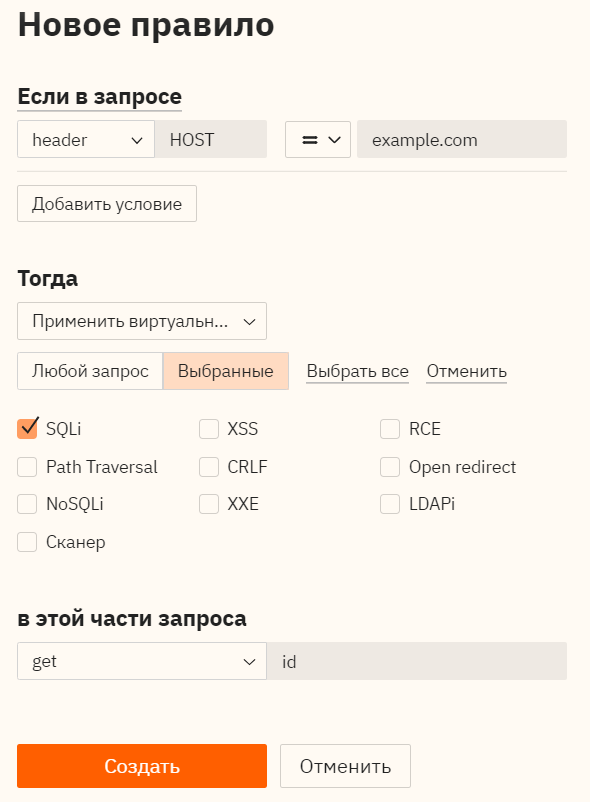 Новое правило
Если в запросе
header HOST = example.com
Добавить условие
Тогда
Применить виртуальн...
Любой запрос Выбранные Выбрать все Отменить
SQLi XSS RCE
Path Traversal CRLF Open redirect
NoSQLi XXE LDAPi
Сканер
в этой части запроса
get id
Создать Отменить